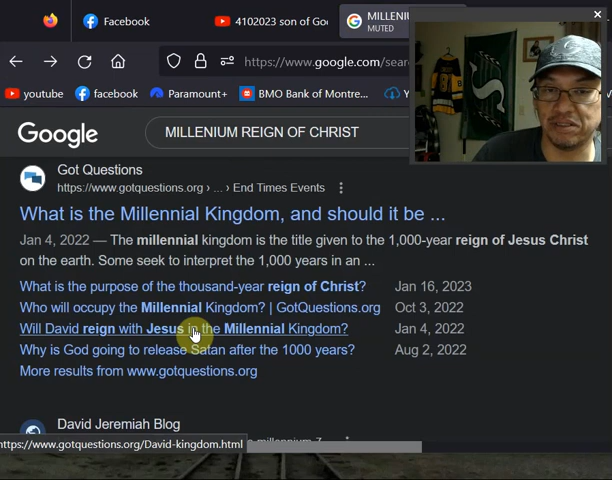 Facebook
4102023 son of Go
MILLENI
MUTED
https://www.google.com/sear
youtube
facebook
Paramount+
BMO Bank of Montre...
Google
MILLENIUM REIGN OF CHRIST
Got Questions
https://www.gotquestions.org › ... › End Times Events
What is the Millennial Kingdom, and should it be ...
Jan 4, 2022 — The millennial kingdom is the title given to the 1,000-year reign of Jesus Christ
on the earth. Some seek to interpret the 1,000 years in an ...
What is the purpose of the thousand-year reign of Christ? Jan 16, 2023
Who will occupy the Millennial Kingdom? | GotQuestions.org Oct 3, 2022
Will David reign with Jesus in the Millennial Kingdom? Jan 4, 2022
Why is God going to release Satan after the 1000 years? Aug 2, 2022
More results from www.gotquestions.org
David Jeremiah Blog
https://www.gotquestions.org/David-kingdom.html